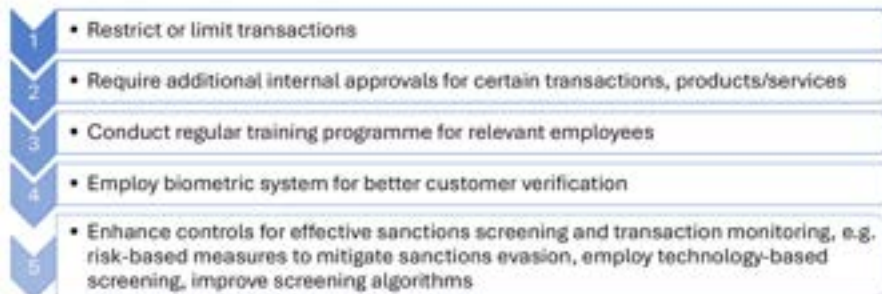 1
• Restrict or limit transactions
2
• Require additional internal approvals for certain transactions, products/services
3
• Conduct regular training programme for relevant employees
4
• Employ biometric system for better customer verification
5
• Enhance controls for effective sanctions screening and transaction monitoring, e.g.
risk-based measures to mitigate sanctions evasion, employ technology-based
screening, improve screening algorithms